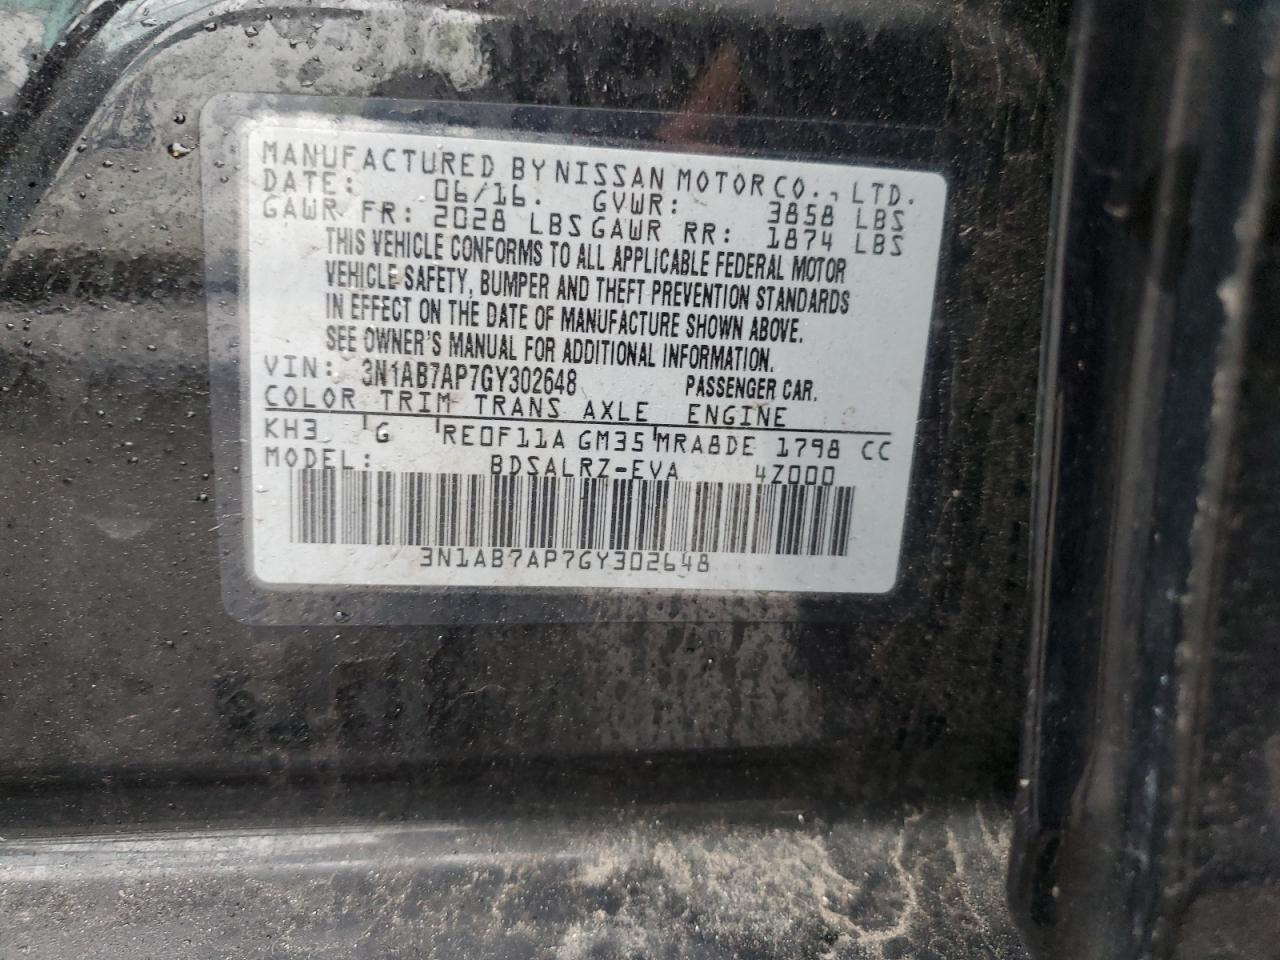 MANUFACTURED BY NISSAN MOTOR CO., LTD.
DATE: 06/16. GVWR: 3858 LBS
GAWR FR: 2028 LBS GAWR RR: 1874 LBS
THIS VEHICLE CONFORMS TO ALL APPLICABLE FEDERAL MOTOR
VEHICLE SAFETY, BUMPER AND THEFT PREVENTION STANDARDS
IN EFFECT ON THE DATE OF MANUFACTURE SHOWN ABOVE.
SEE OWNER'S MANUAL FOR ADDITIONAL INFORMATION.
VIN: 3N1AB7AP7GY302648 PASSENGER CAR.
COLOR TRIM TRANS AXLE ENGINE
KH3 G RE0F11A GM35 MRA8DE 1798 CC
MODEL: BDSALRZ-EVA 4Z000
3N1AB7AP7GY302648